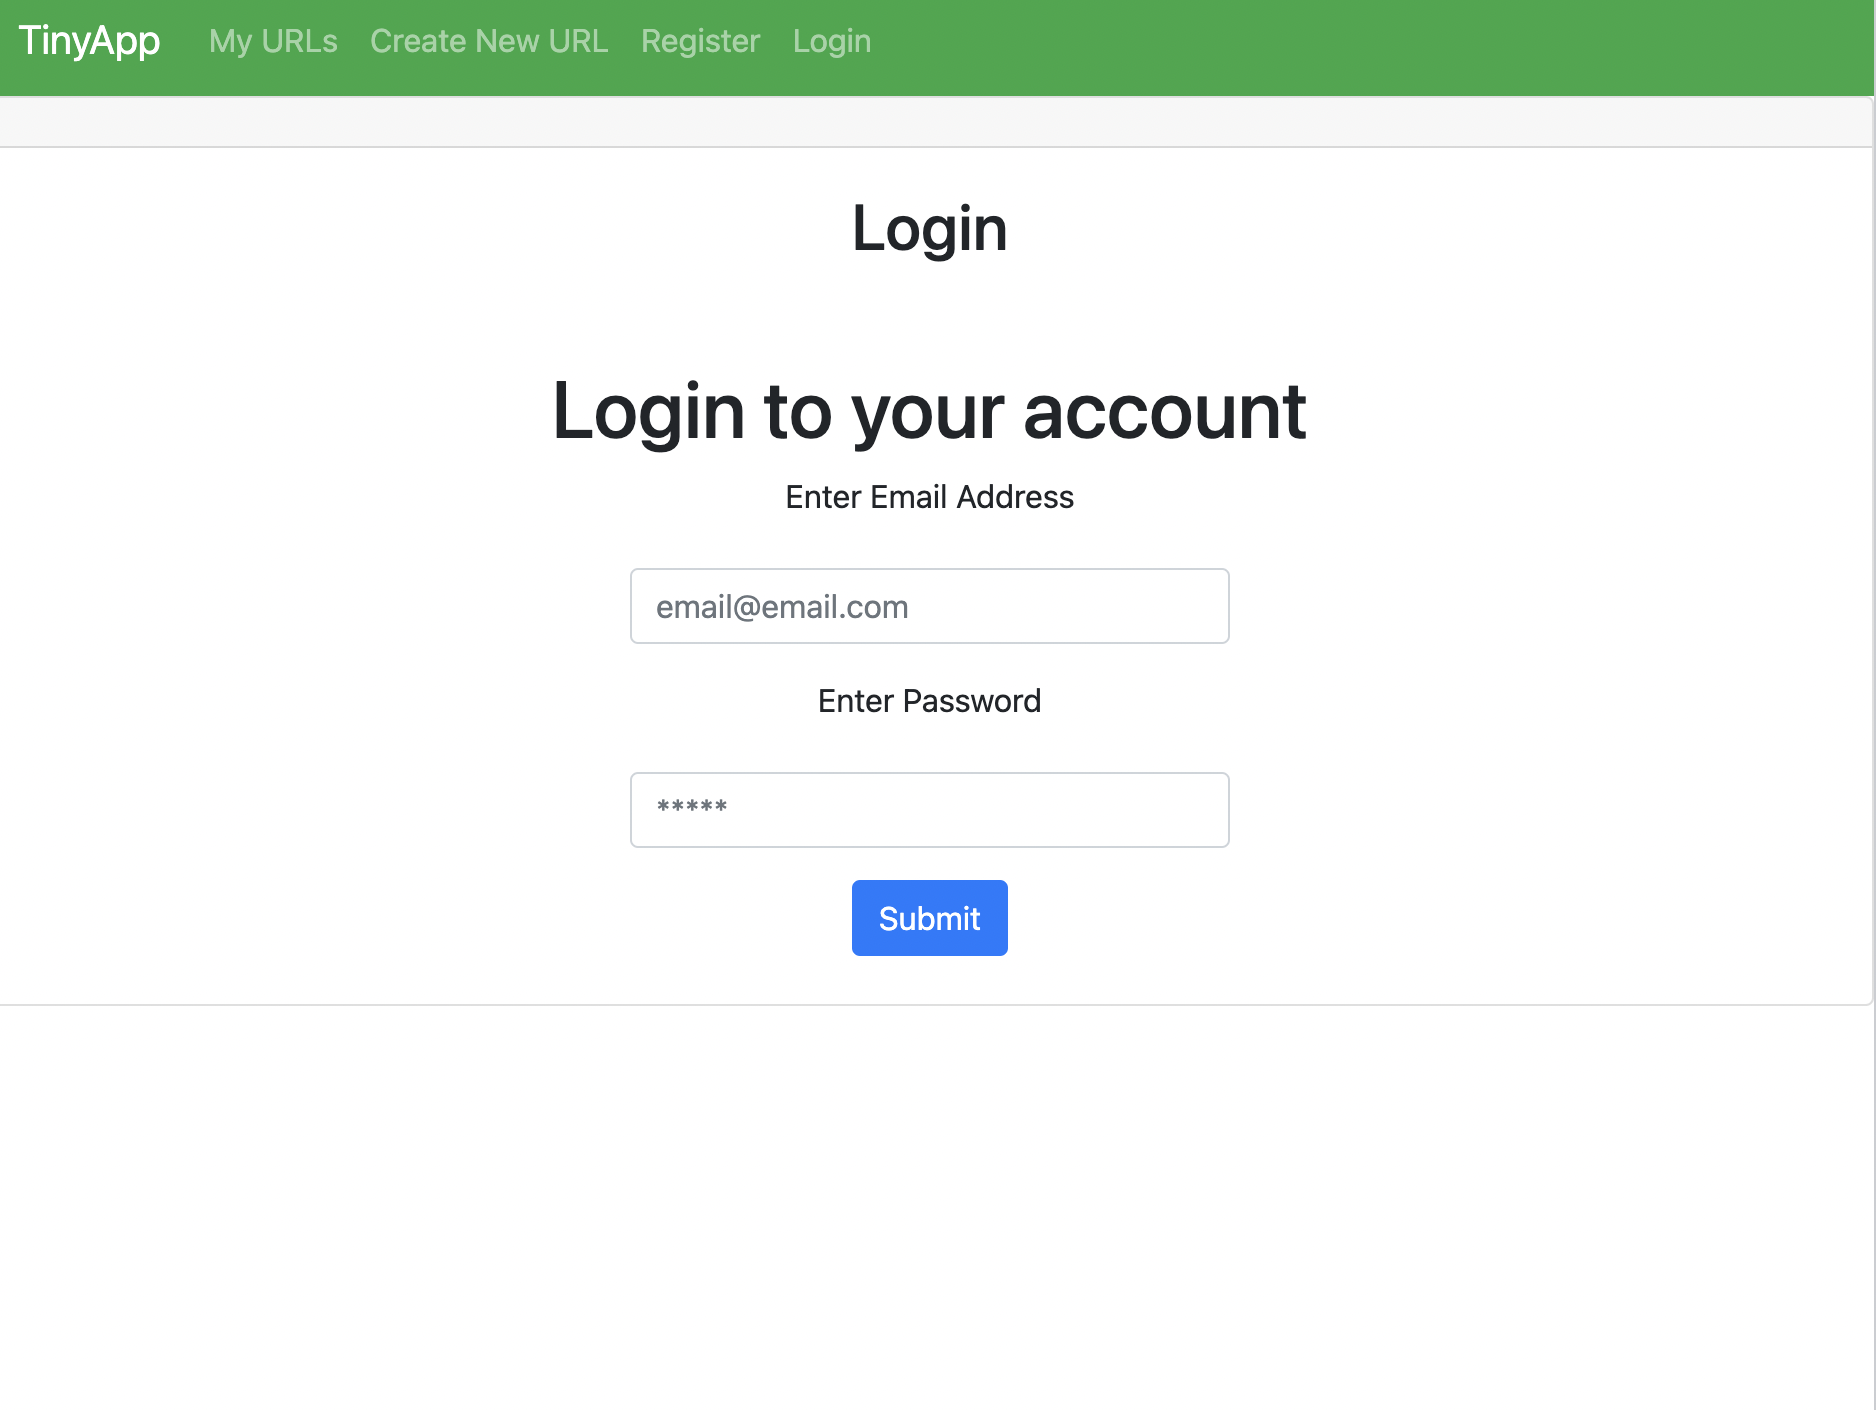 TinyApp My URLs Create New URL Register Login
Login
Login to your account
Enter Email Address
email@email.com
Enter Password
*****
Submit